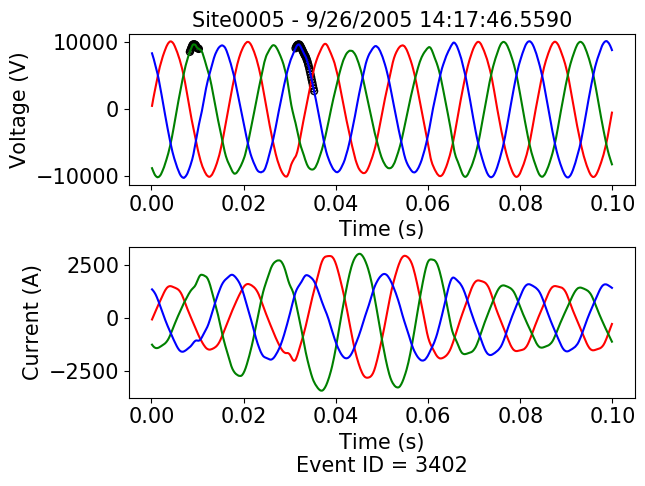 Site0005 - 9/26/2005 14:17:46.5590
10000
0
−10000
Voltage (V)
0.00 0.02 0.04 0.06 0.08 0.10
Time (s)
2500
0
−2500
Current (A)
0.00 0.02 0.04 0.06 0.08 0.10
Time (s)
Event ID = 3402